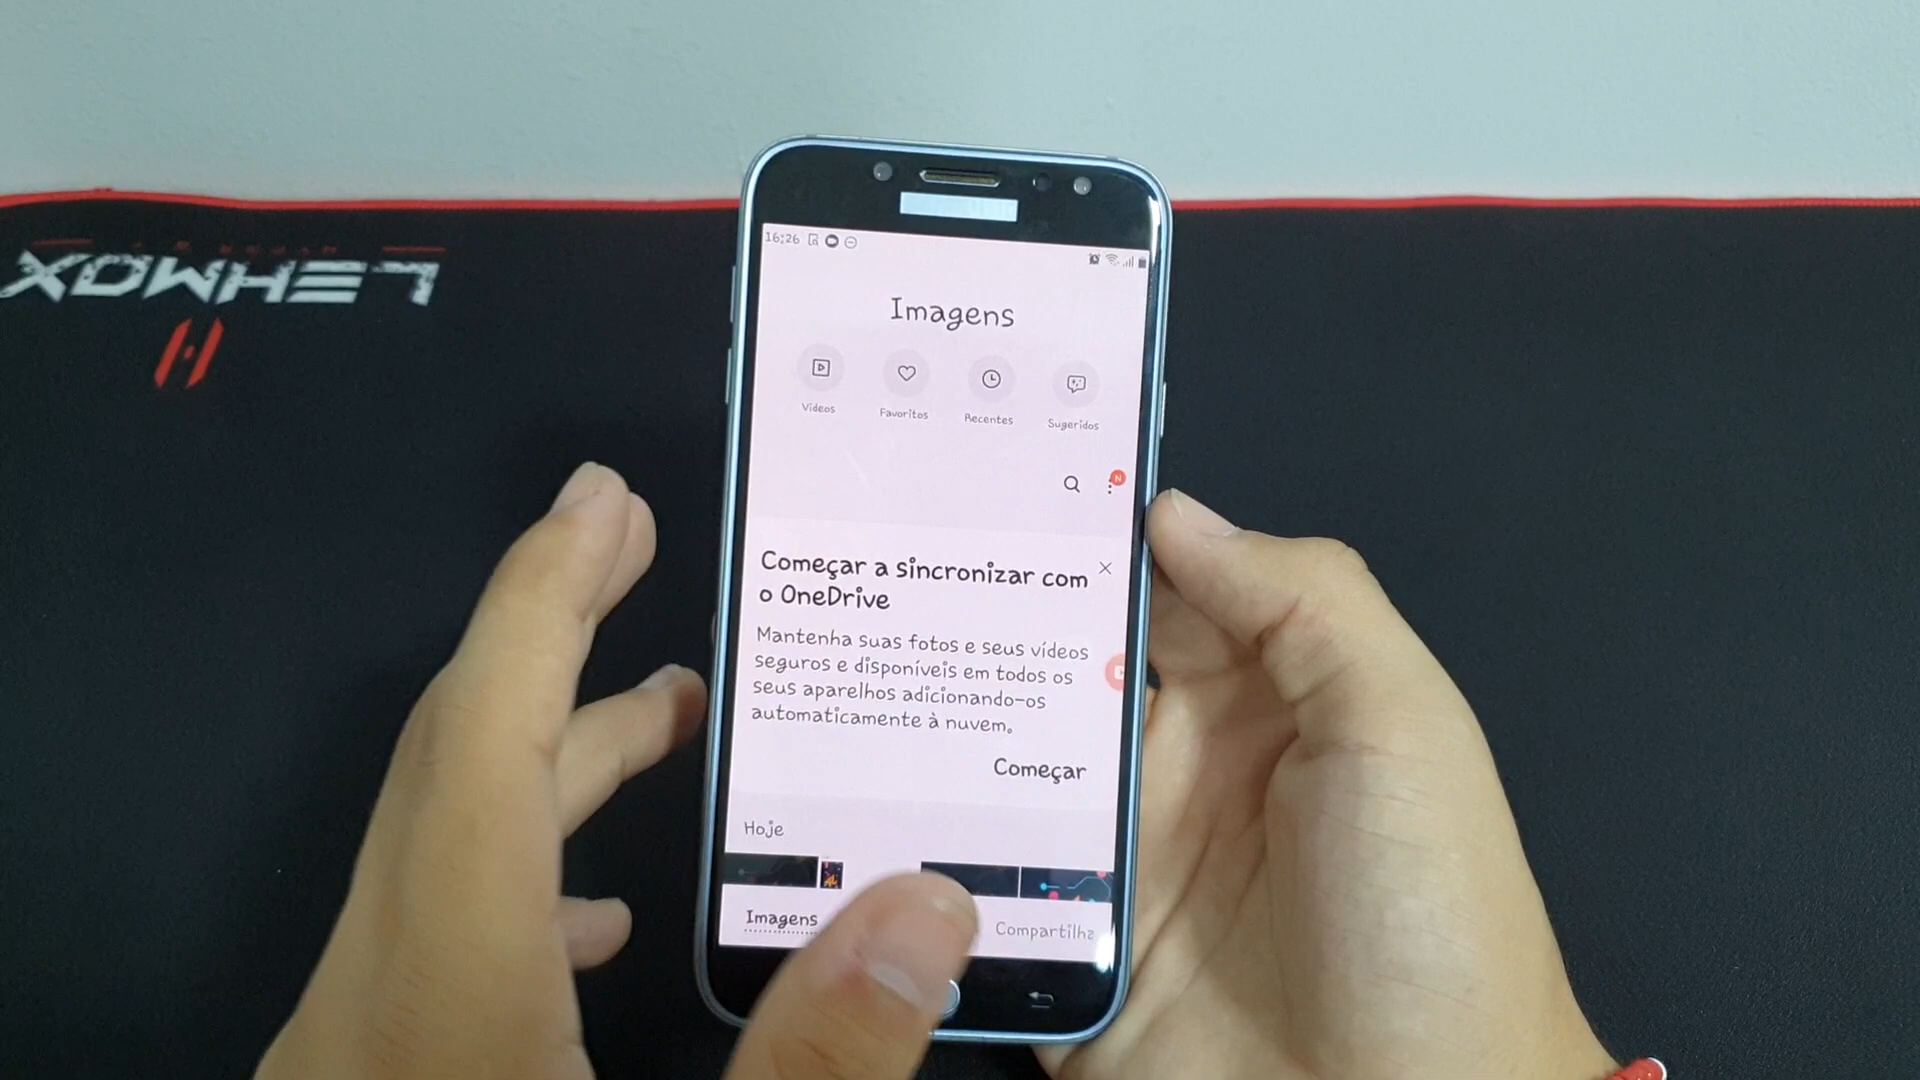 LEHMOX
16:26
Imagens
Vídeos
Favoritos
Recentes
Sugeridos
N
Começar a sincronizar com
o OneDrive
Mantenha suas fotos e seus vídeos
seguros e disponíveis em todos os
seus aparelhos adicionando-os
automaticamente à nuvem.
Começar
Hoje
Imagens
Compartilha